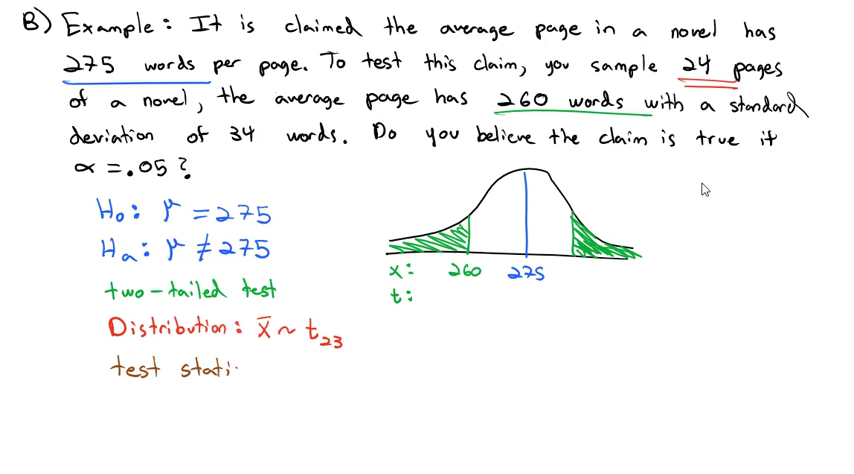 B) Example: It is claimed the average page in a novel has
275 words per page. To test this claim, you sample 24 pages
of a novel, the average page has 260 words with a standard
deviation of 34 words. Do you believe the claim is true if
α = .05?
H₀: μ = 275
Hₐ: μ ≠ 275
two-tailed test
Distribution: x̄ ~ t₂₃
test stati
x: 260 275
t: